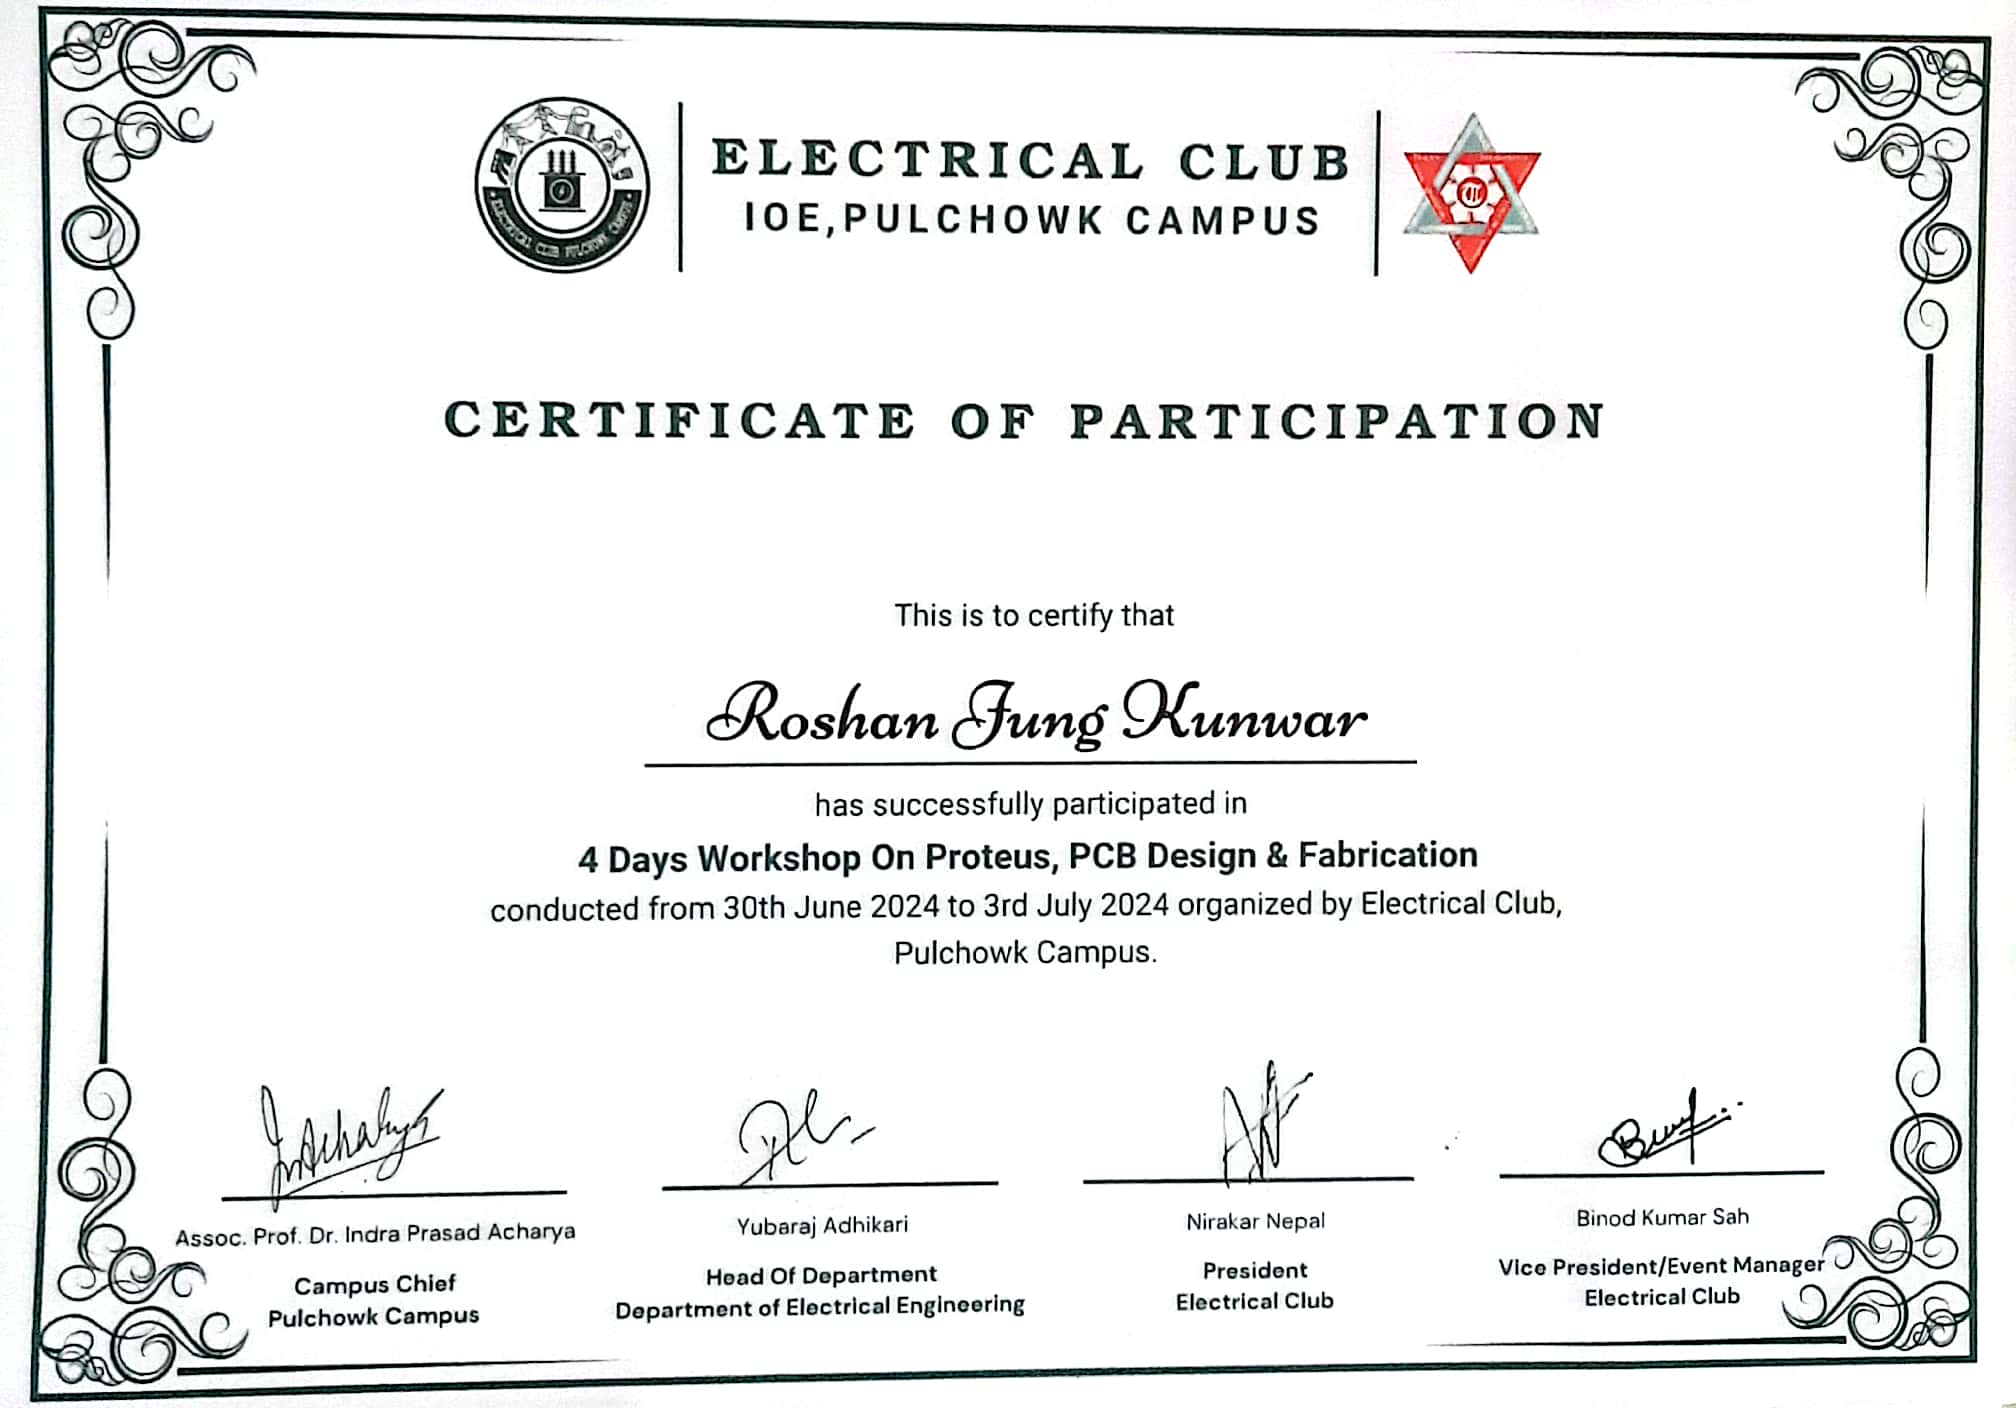 ELECTRICAL CLUB
IOE,PULCHOWK CAMPUS
ELECTRICAL CLUB PULCHOWK CAMPUS
CERTIFICATE OF PARTICIPATION
This is to certify that
Roshan Jung Kunwar
has successfully participated in
4 Days Workshop On Proteus, PCB Design & Fabrication
conducted from 30th June 2024 to 3rd July 2024 organized by Electrical Club,
Pulchowk Campus.
Assoc. Prof. Dr. Indra Prasad Acharya
Campus Chief
Pulchowk Campus
Yubaraj Adhikari
Head Of Department
Department of Electrical Engineering
Nirakar Nepal
President
Electrical Club
Binod Kumar Sah
Vice President/Event Manager
Electrical Club